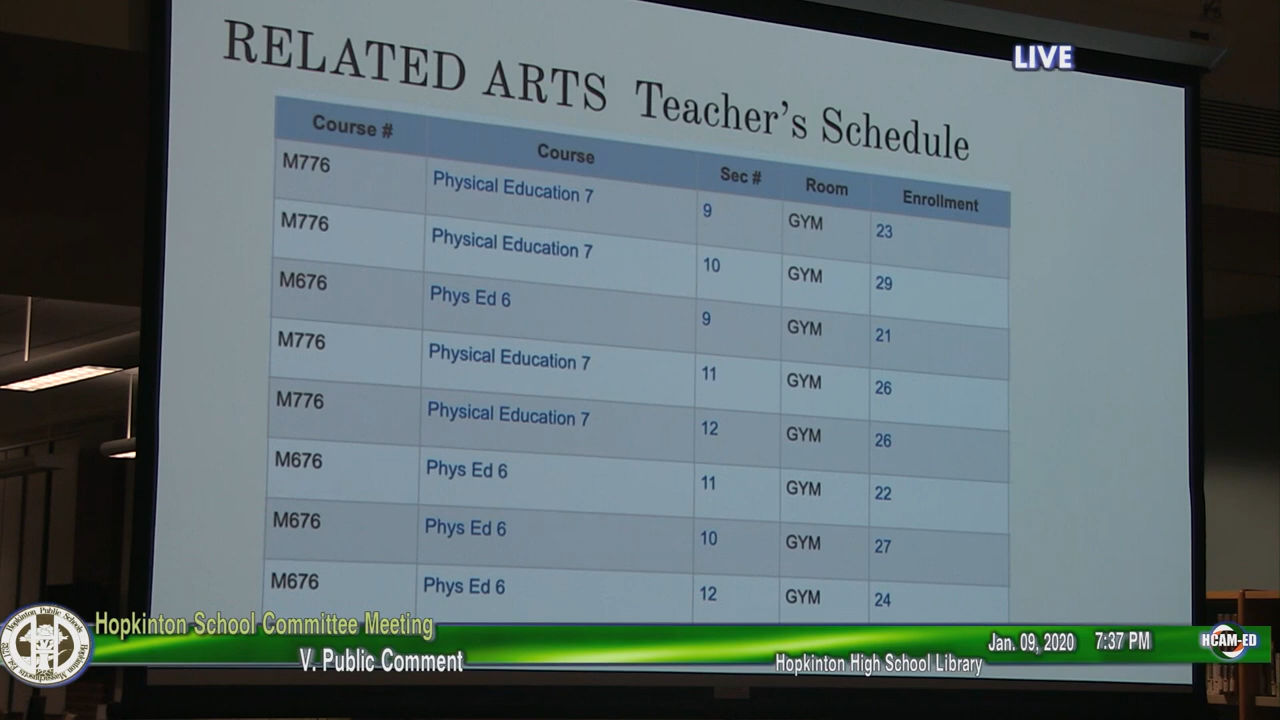 LIVE
RELATED ARTS Teacher's Schedule
Course # Course Sec # Room Enrollment
M776 Physical Education 7 9 GYM 23
M776 Physical Education 7 10 GYM 29
M676 Phys Ed 6 9 GYM 21
M776 Physical Education 7 11 GYM 26
M776 Physical Education 7 12 GYM 26
M676 Phys Ed 6 11 GYM 22
M676 Phys Ed 6 10 GYM 27
M676 Phys Ed 6 12 GYM 24
Hopkinton Public Schools
Hopkinton School Committee Meeting
V. Public Comment
Jan. 09, 2020 7:37 PM
Hopkinton High School Library
HCAM-ED